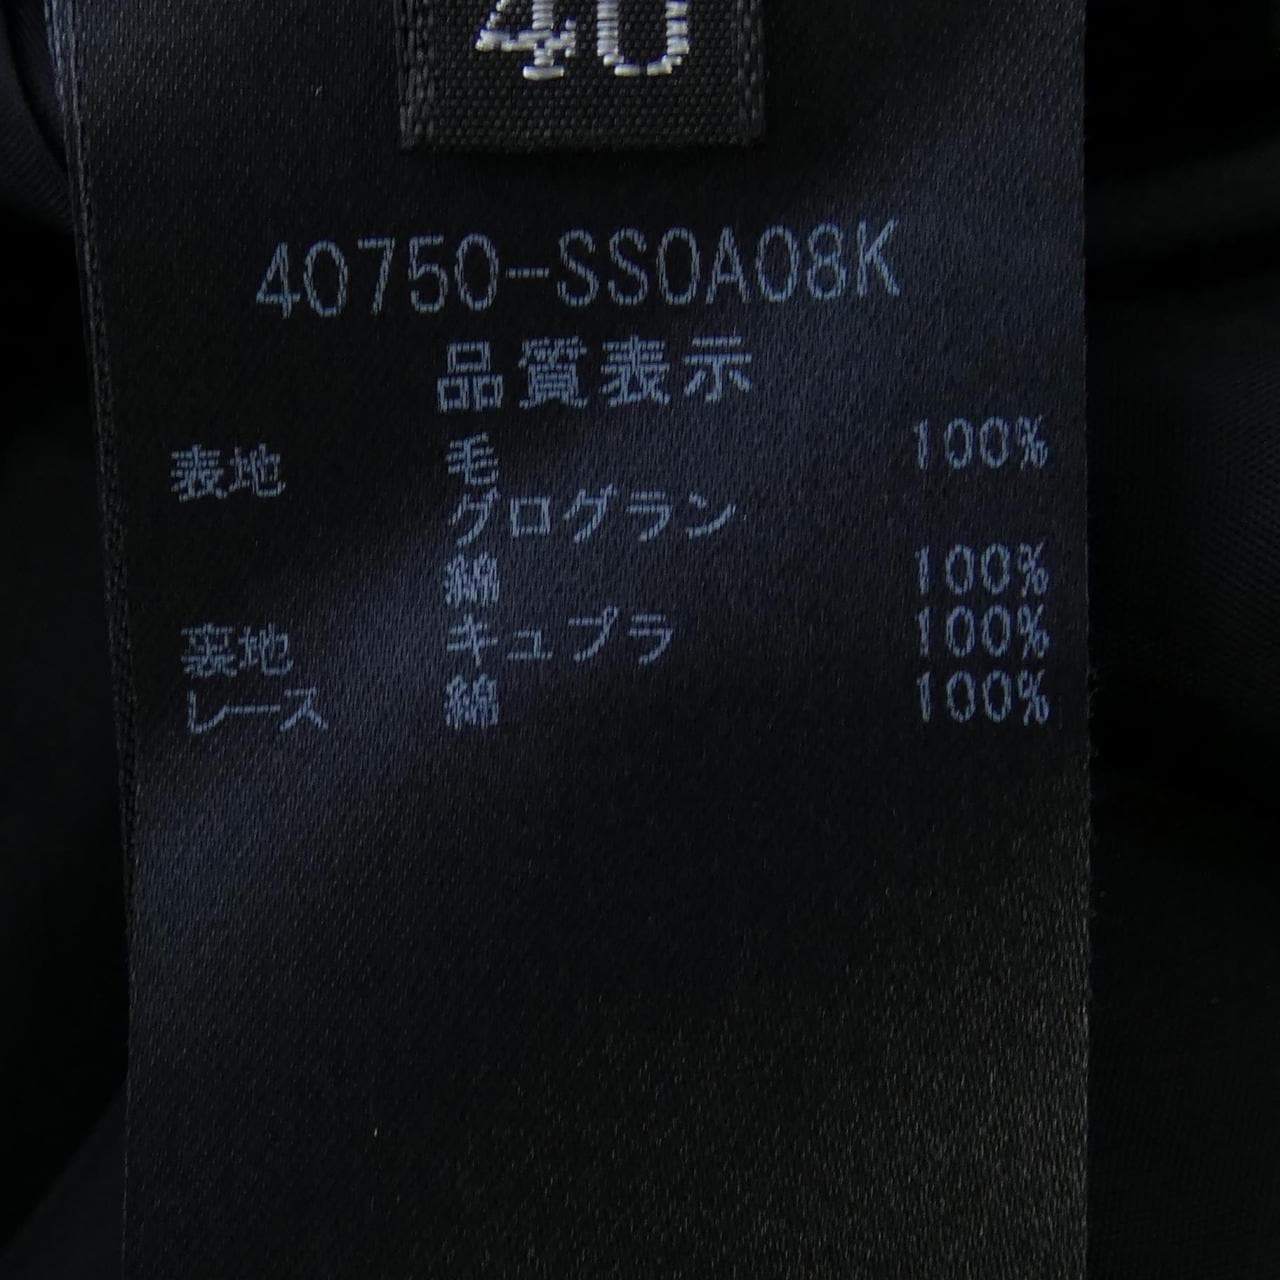 40
40750-SS0A08K
品質表示
表地 毛 100%
グログラン
綿 100%
裏地 キュプラ 100%
レース 綿 100%